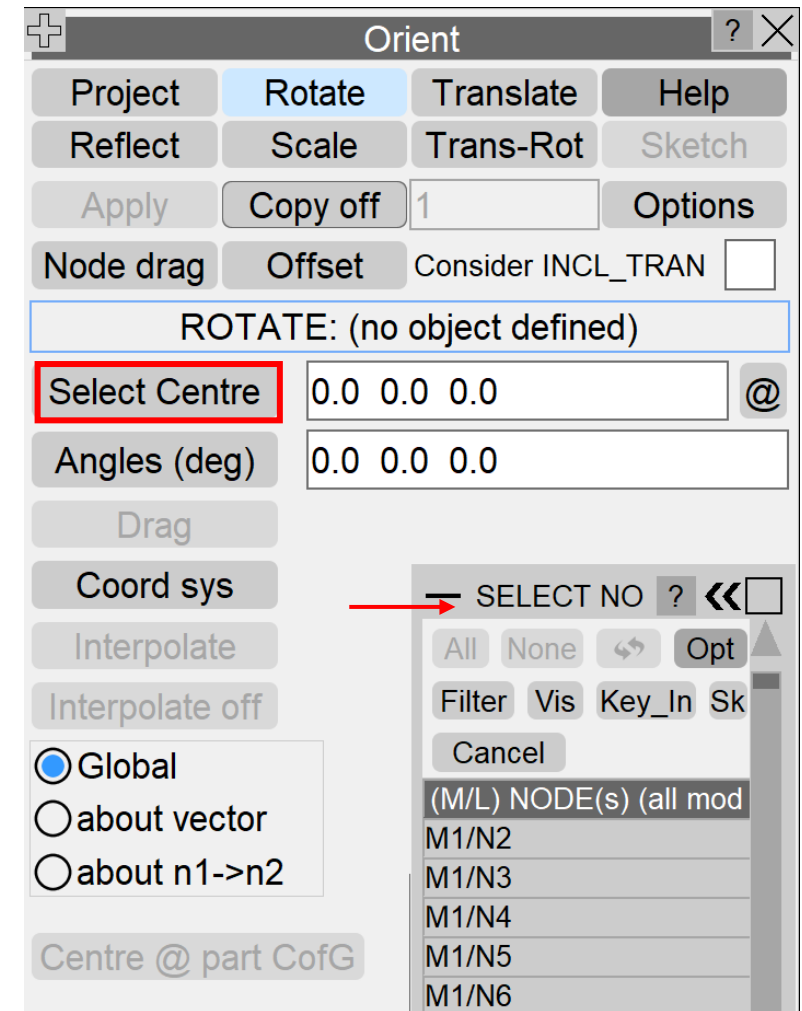 Orient ?
Project Rotate Translate Help
Reflect Scale Trans-Rot Sketch
Apply Copy off 1 Options
Node drag Offset Consider INCL_TRAN
ROTATE: (no object defined)
Select Centre 0.0 0.0 0.0 @
Angles (deg) 0.0 0.0 0.0
Drag
Coord sys
Interpolate
Interpolate off
Global
about vector
about n1->n2
Centre @ part CofG
SELECT NO ?
All None Opt
Filter Vis Key_In Sk
Cancel
(M/L) NODE(s) (all mod
M1/N2
M1/N3
M1/N4
M1/N5
M1/N6